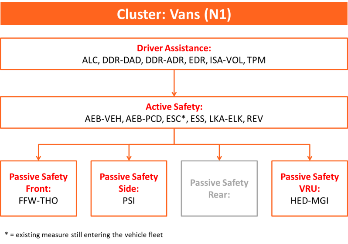 Cluster: Vans (N1)
Driver Assistance:
ALC, DDR-DAD, DDR-ADR, EDR, ISA-VOL, TPM
Active Safety:
AEB-VEH, AEB-PCD, ESC*, ESS, LKA-ELK, REV
Passive Safety
Front:
FFW-THO
Passive Safety
Side:
PSI
Passive Safety
Rear:
Passive Safety
VRU:
HED-MGI
* = existing measure still entering the vehicle fleet